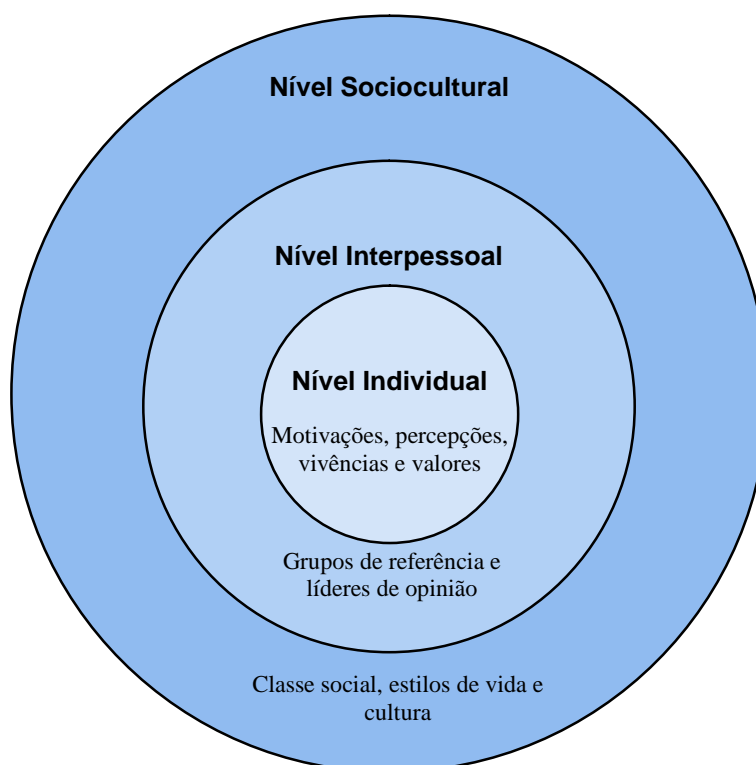 Nível Sociocultural
Nível Interpessoal
Nível Individual
Motivações, percepções,
vivências e valores
Grupos de referência e
líderes de opinião
Classe social, estilos de vida e
cultura